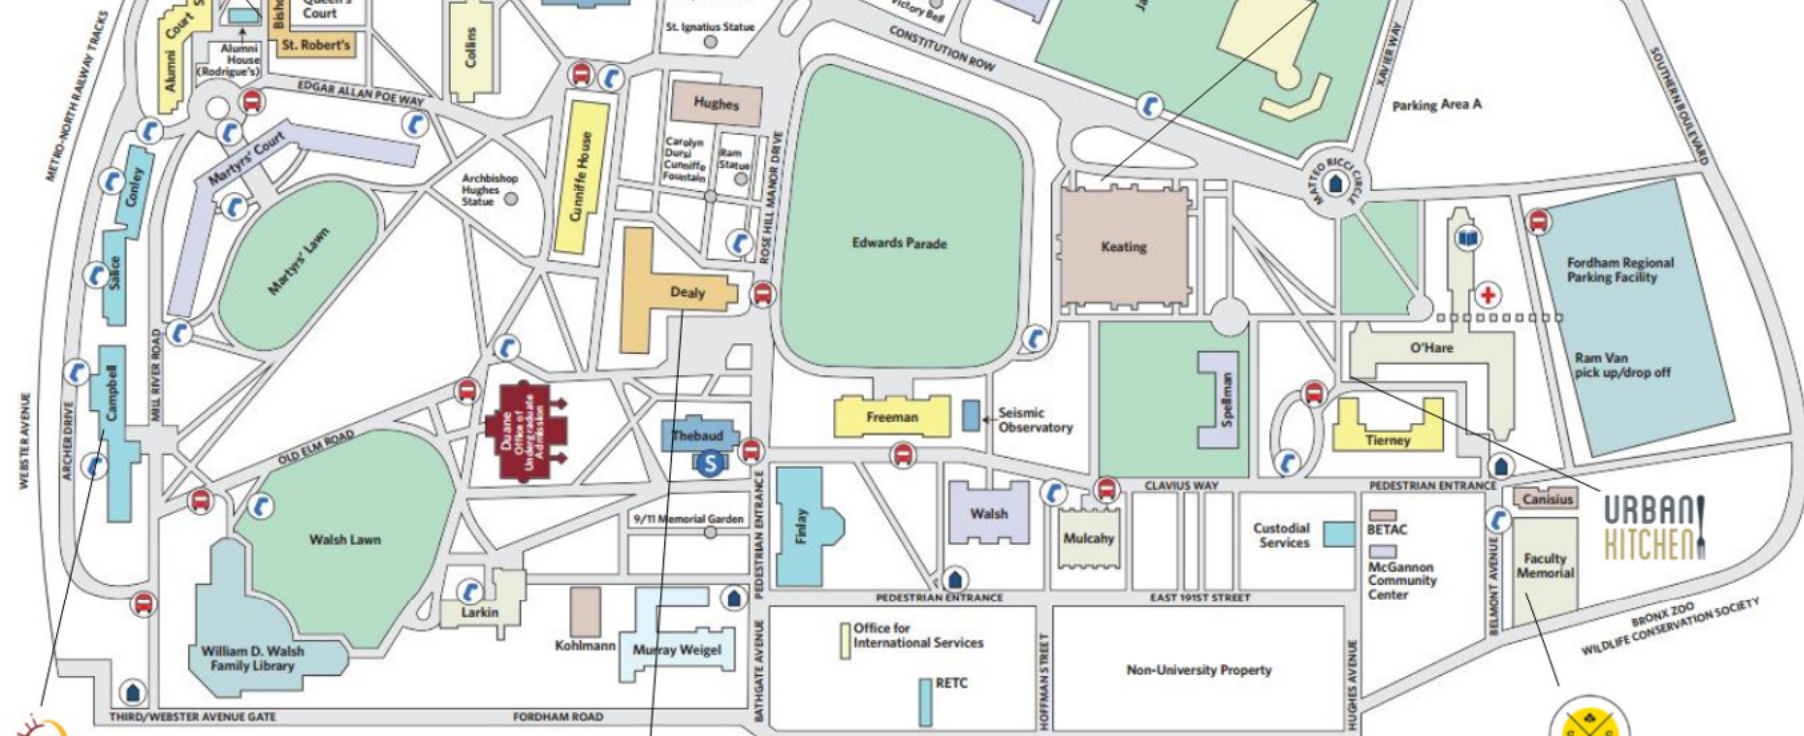 Queen's
Court
St. Robert's
Alumni
House
(Rodrigue's)
Alumni
Court
Collins
St. Ignatius Statue
Victory Bell
CONSTITUTION ROW
XAVIER WAY
Parking Area A
SOUTHERN BOULEVARD
METRO-NORTH RAILWAY TRACKS
EDGAR ALLAN POE WAY
Hughes
Carolyn
Dursi
Cunniffe
Fountain
Ram
Statue
Cunniffe House
ROSE HILL MANOR DRIVE
Martyrs' Court
Conley
Archbishop
Hughes
Statue
MATTEO RICCI CIRCLE
Edwards Parade
Keating
Martyrs' Lawn
Salice
Dealy
Fordham Regional
Parking Facility
O'Hare
Ram Van
pick up/drop off
MILL RIVER ROAD
Campbell
ARCHER DRIVE
WEBSTER AVENUE
OLD ELM ROAD
Duane
Office of
Undergraduate
Admission
Thebaud
S
Freeman
Seismic
Observatory
Spellman
Tierney
CLAVIUS WAY
PEDESTRIAN ENTRANCE
Canisius
URBAN
KITCHEN
Walsh Lawn
9/11 Memorial Garden
PEDESTRIAN ENTRANCE
Finlay
Walsh
Mulcahy
Custodial
Services
BETAC
McGannon
Community
Center
BELMONT AVENUE
Faculty
Memorial
Larkin
PEDESTRIAN ENTRANCE
EAST 191ST STREET
BRONX ZOO
WILDLIFE CONSERVATION SOCIETY
William D. Walsh
Family Library
Kohlmann
Murray Weigel
Office for
International Services
RETC
BATHGATE AVENUE
HOFFMAN STREET
Non-University Property
HUGHES AVENUE
THIRD/WEBSTER AVENUE GATE
FORDHAM ROAD